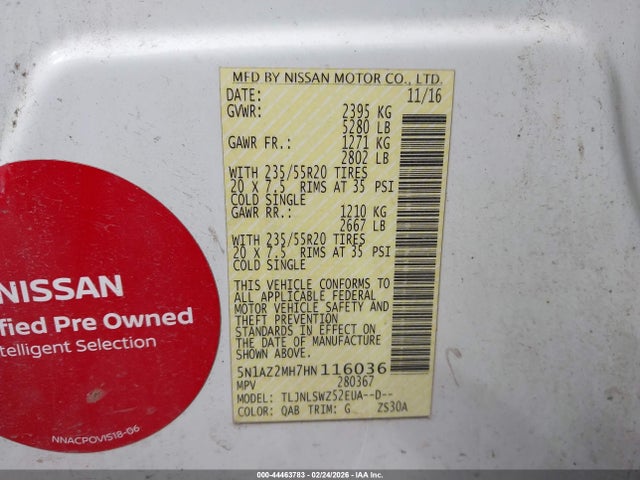 MFD BY NISSAN MOTOR CO., LTD.
DATE: 11/16
GVWR: 2395 KG
5280 LB
GAWR FR.: 1271 KG
2802 LB
WITH 235/55R20 TIRES
20 X 7.5 RIMS AT 35 PSI
COLD SINGLE
GAWR RR.: 1210 KG
2667 LB
WITH 235/55R20 TIRES
20 X 7.5 RIMS AT 35 PSI
COLD SINGLE
THIS VEHICLE CONFORMS TO
ALL APPLICABLE FEDERAL
MOTOR VEHICLE SAFETY AND
THEFT PREVENTION
STANDARDS IN EFFECT ON
THE DATE OF MANUFACTURE
SHOWN ABOVE.
5N1AZ2MH7HN 116036
MPV 280367
MODEL: TLJNLSWZ52EUA--D--
COLOR: QAB TRIM: G ZS30A
NISSAN
fied Pre Owned
telligent Selection
NNACPOVIS18-06
000-44463783 - 02/24/2026 - IAA Inc.